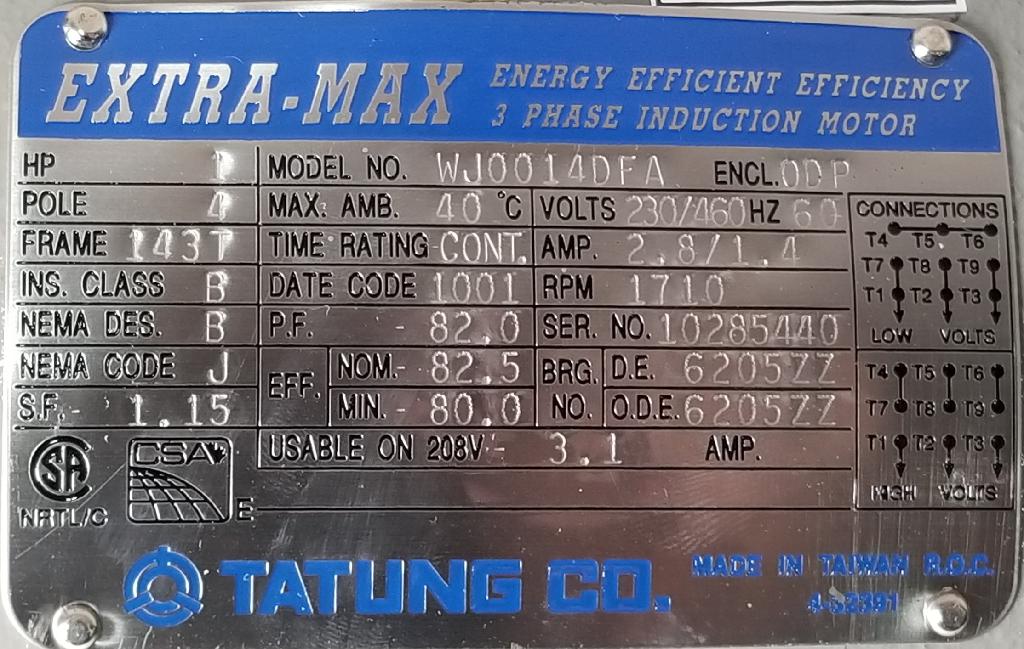 EXTRA-MAX ENERGY EFFICIENT EFFICIENCY
3 PHASE INDUCTION MOTOR
HP 1 MODEL NO. WJ0014DFA ENCL. ODP
POLE 4 MAX. AMB. 40 °C VOLTS 230/460 HZ 60
FRAME 143T TIME RATING CONT. AMP. 2.8/1.4
INS. CLASS B DATE CODE 1001 RPM 1710
NEMA DES. B P.F. - 82.0 SER. NO. 10285440
NEMA CODE J EFF. NOM. - 82.5 BRG. D.E. 6205ZZ
S.F. - 1.15 MIN. - 80.0 NO. O.D.E. 6205ZZ
USABLE ON 208V - 3.1 AMP.
CONNECTIONS
T4 T5 T6
T7 T8 T9
T1 T2 T3
LOW VOLTS
T4 T5 T6
T7 T8 T9
T1 T2 T3
HIGH VOLTS
SA
NRTL/C
CSA
E
TATUNG CO.
MADE IN TAIWAN R.O.C.
4-52391